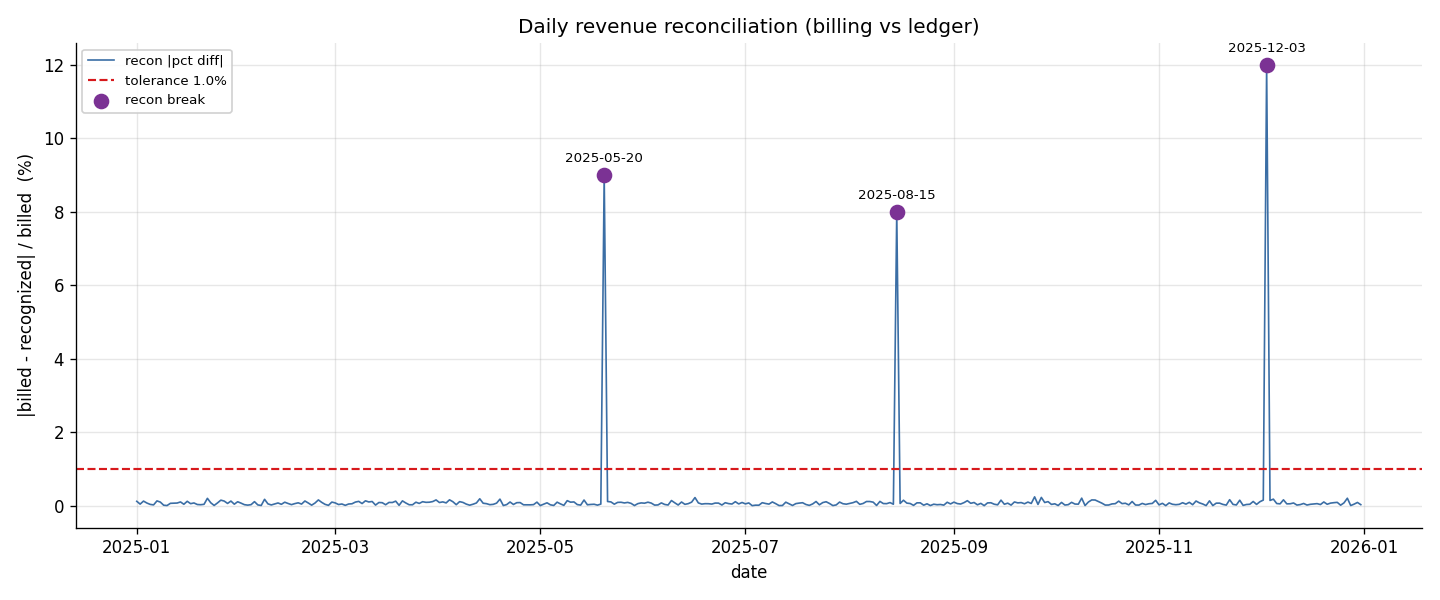 Daily revenue reconciliation (billing vs ledger)
recon |pct diff|
tolerance 1.0%
recon break
2025-12-03
2025-05-20
2025-08-15
|billed - recognized| / billed  (%)
12
10
8
6
4
2
0
2025-01
2025-03
2025-05
2025-07
2025-09
2025-11
2026-01
date